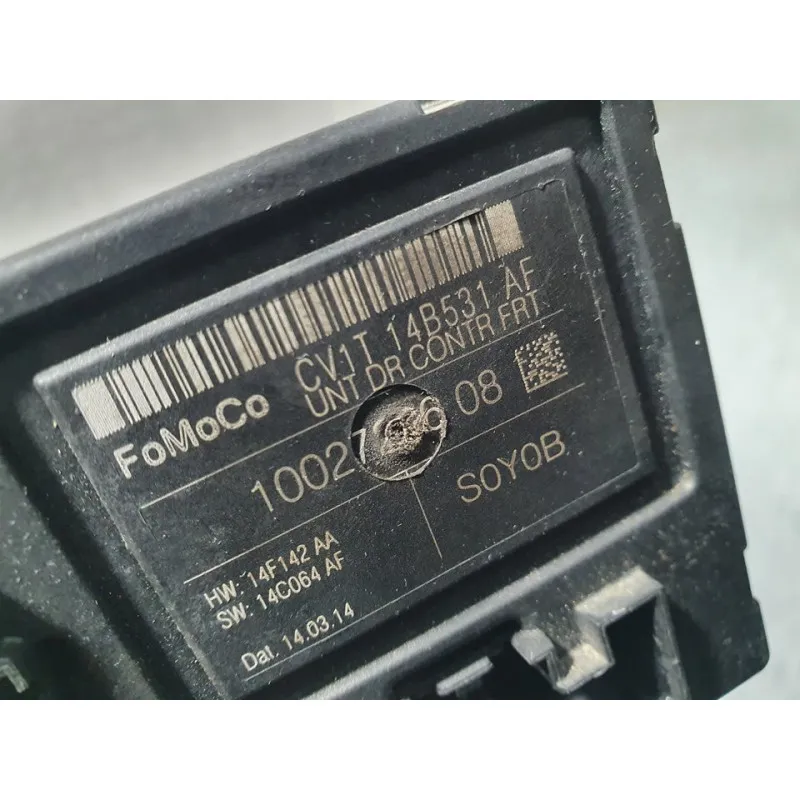 CV1T 14B531 AF
FoMoCo UNT DR CONTR FRT
08
S0Y0B
HW: 14F142 AA
SW: 14C064 AF
Dat. 14.03.14